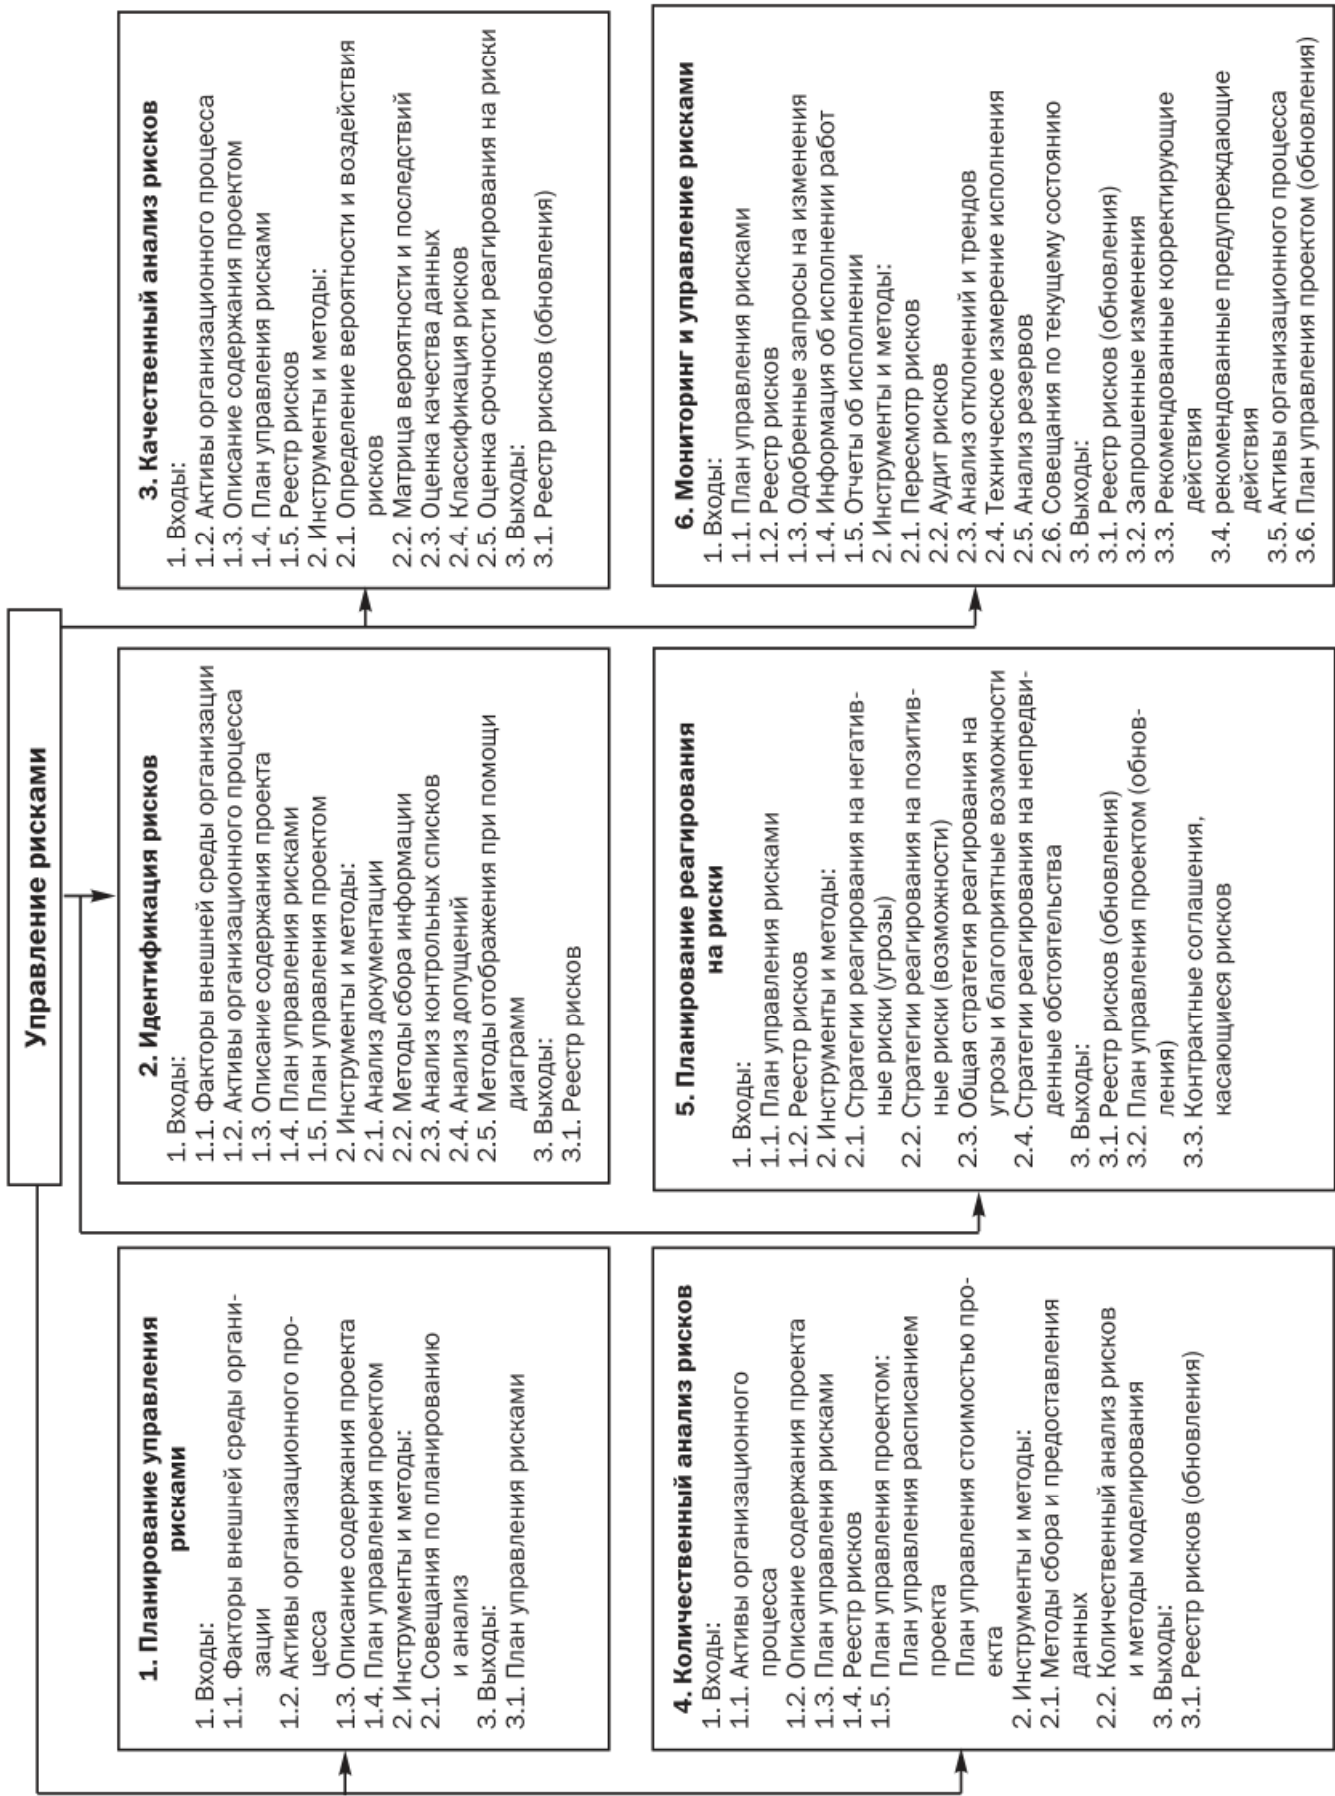 Управление рисками
1. Планирование управления
рисками
1. Входы:
1.1. Факторы внешней среды органи-
зации
1.2. Активы организационного про-
цесса
1.3. Описание содержания проекта
1.4. План управления проектом
2. Инструменты и методы:
2.1. Совещания по планированию
и анализ
3. Выходы:
3.1. План управления рисками
2. Идентификация рисков
1. Входы:
1.1. Факторы внешней среды организации
1.2. Активы организационного процесса
1.3. Описание содержания проекта
1.4. План управления рисками
1.5. План управления проектом
2. Инструменты и методы:
2.1. Анализ документации
2.2. Методы сбора информации
2.3. Анализ контрольных списков
2.4. Анализ допущений
2.5. Методы отображения при помощи
диаграмм
3. Выходы:
3.1. Реестр рисков
3. Качественный анализ рисков
1. Входы:
1.2. Активы организационного процесса
1.3. Описание содержания проектом
1.4. План управления рисками
1.5. Реестр рисков
2. Инструменты и методы:
2.1. Определение вероятности и воздействия
рисков
2.2. Матрица вероятности и последствий
2.3. Оценка качества данных
2.4. Классификация рисков
2.5. Оценка срочности реагирования на риски
3. Выходы:
3.1. Реестр рисков (обновления)
4. Количественный анализ рисков
1. Входы:
1.1. Активы организационного
процесса
1.2. Описание содержания проекта
1.3. План управления рисками
1.4. Реестр рисков
1.5. План управления проектом:
План управления расписанием
проекта
План управления стоимостью про-
екта
2. Инструменты и методы:
2.1. Методы сбора и предоставления
данных
2.2. Количественный анализ рисков
и методы моделирования
3. Выходы:
3.1. Реестр рисков (обновления)
5. Планирование реагирования
на риски
1. Входы:
1.1. План управления рисками
1.2. Реестр рисков
2. Инструменты и методы:
2.1. Стратегии реагирования на негатив-
ные риски (угрозы)
2.2. Стратегии реагирования на позитив-
ные риски (возможности)
2.3. Общая стратегия реагирования на
угрозы и благоприятные возможности
2.4. Стратегии реагирования на непредви-
денные обстоятельства
3. Выходы:
3.1. Реестр рисков (обновления)
3.2. План управления проектом (обнов-
ления)
3.3. Контрактные соглашения,
касающиеся рисков
6. Мониторинг и управление рисками
1. Входы:
1.1. План управления рисками
1.2. Реестр рисков
1.3. Одобренные запросы на изменения
1.4. Информация об исполнении работ
1.5. Отчеты об исполнении
2. Инструменты и методы:
2.1. Пересмотр рисков
2.2. Аудит рисков
2.3. Анализ отклонений и трендов
2.4. Техническое измерение исполнения
2.5. Анализ резервов
2.6. Совещания по текущему состоянию
3. Выходы:
3.1. Реестр рисков (обновления)
3.2. Запрошенные изменения
3.3. Рекомендованные корректирующие
действия
3.4. рекомендованные предупреждающие
действия
3.5. Активы организационного процесса
3.6. План управления проектом (обновления)